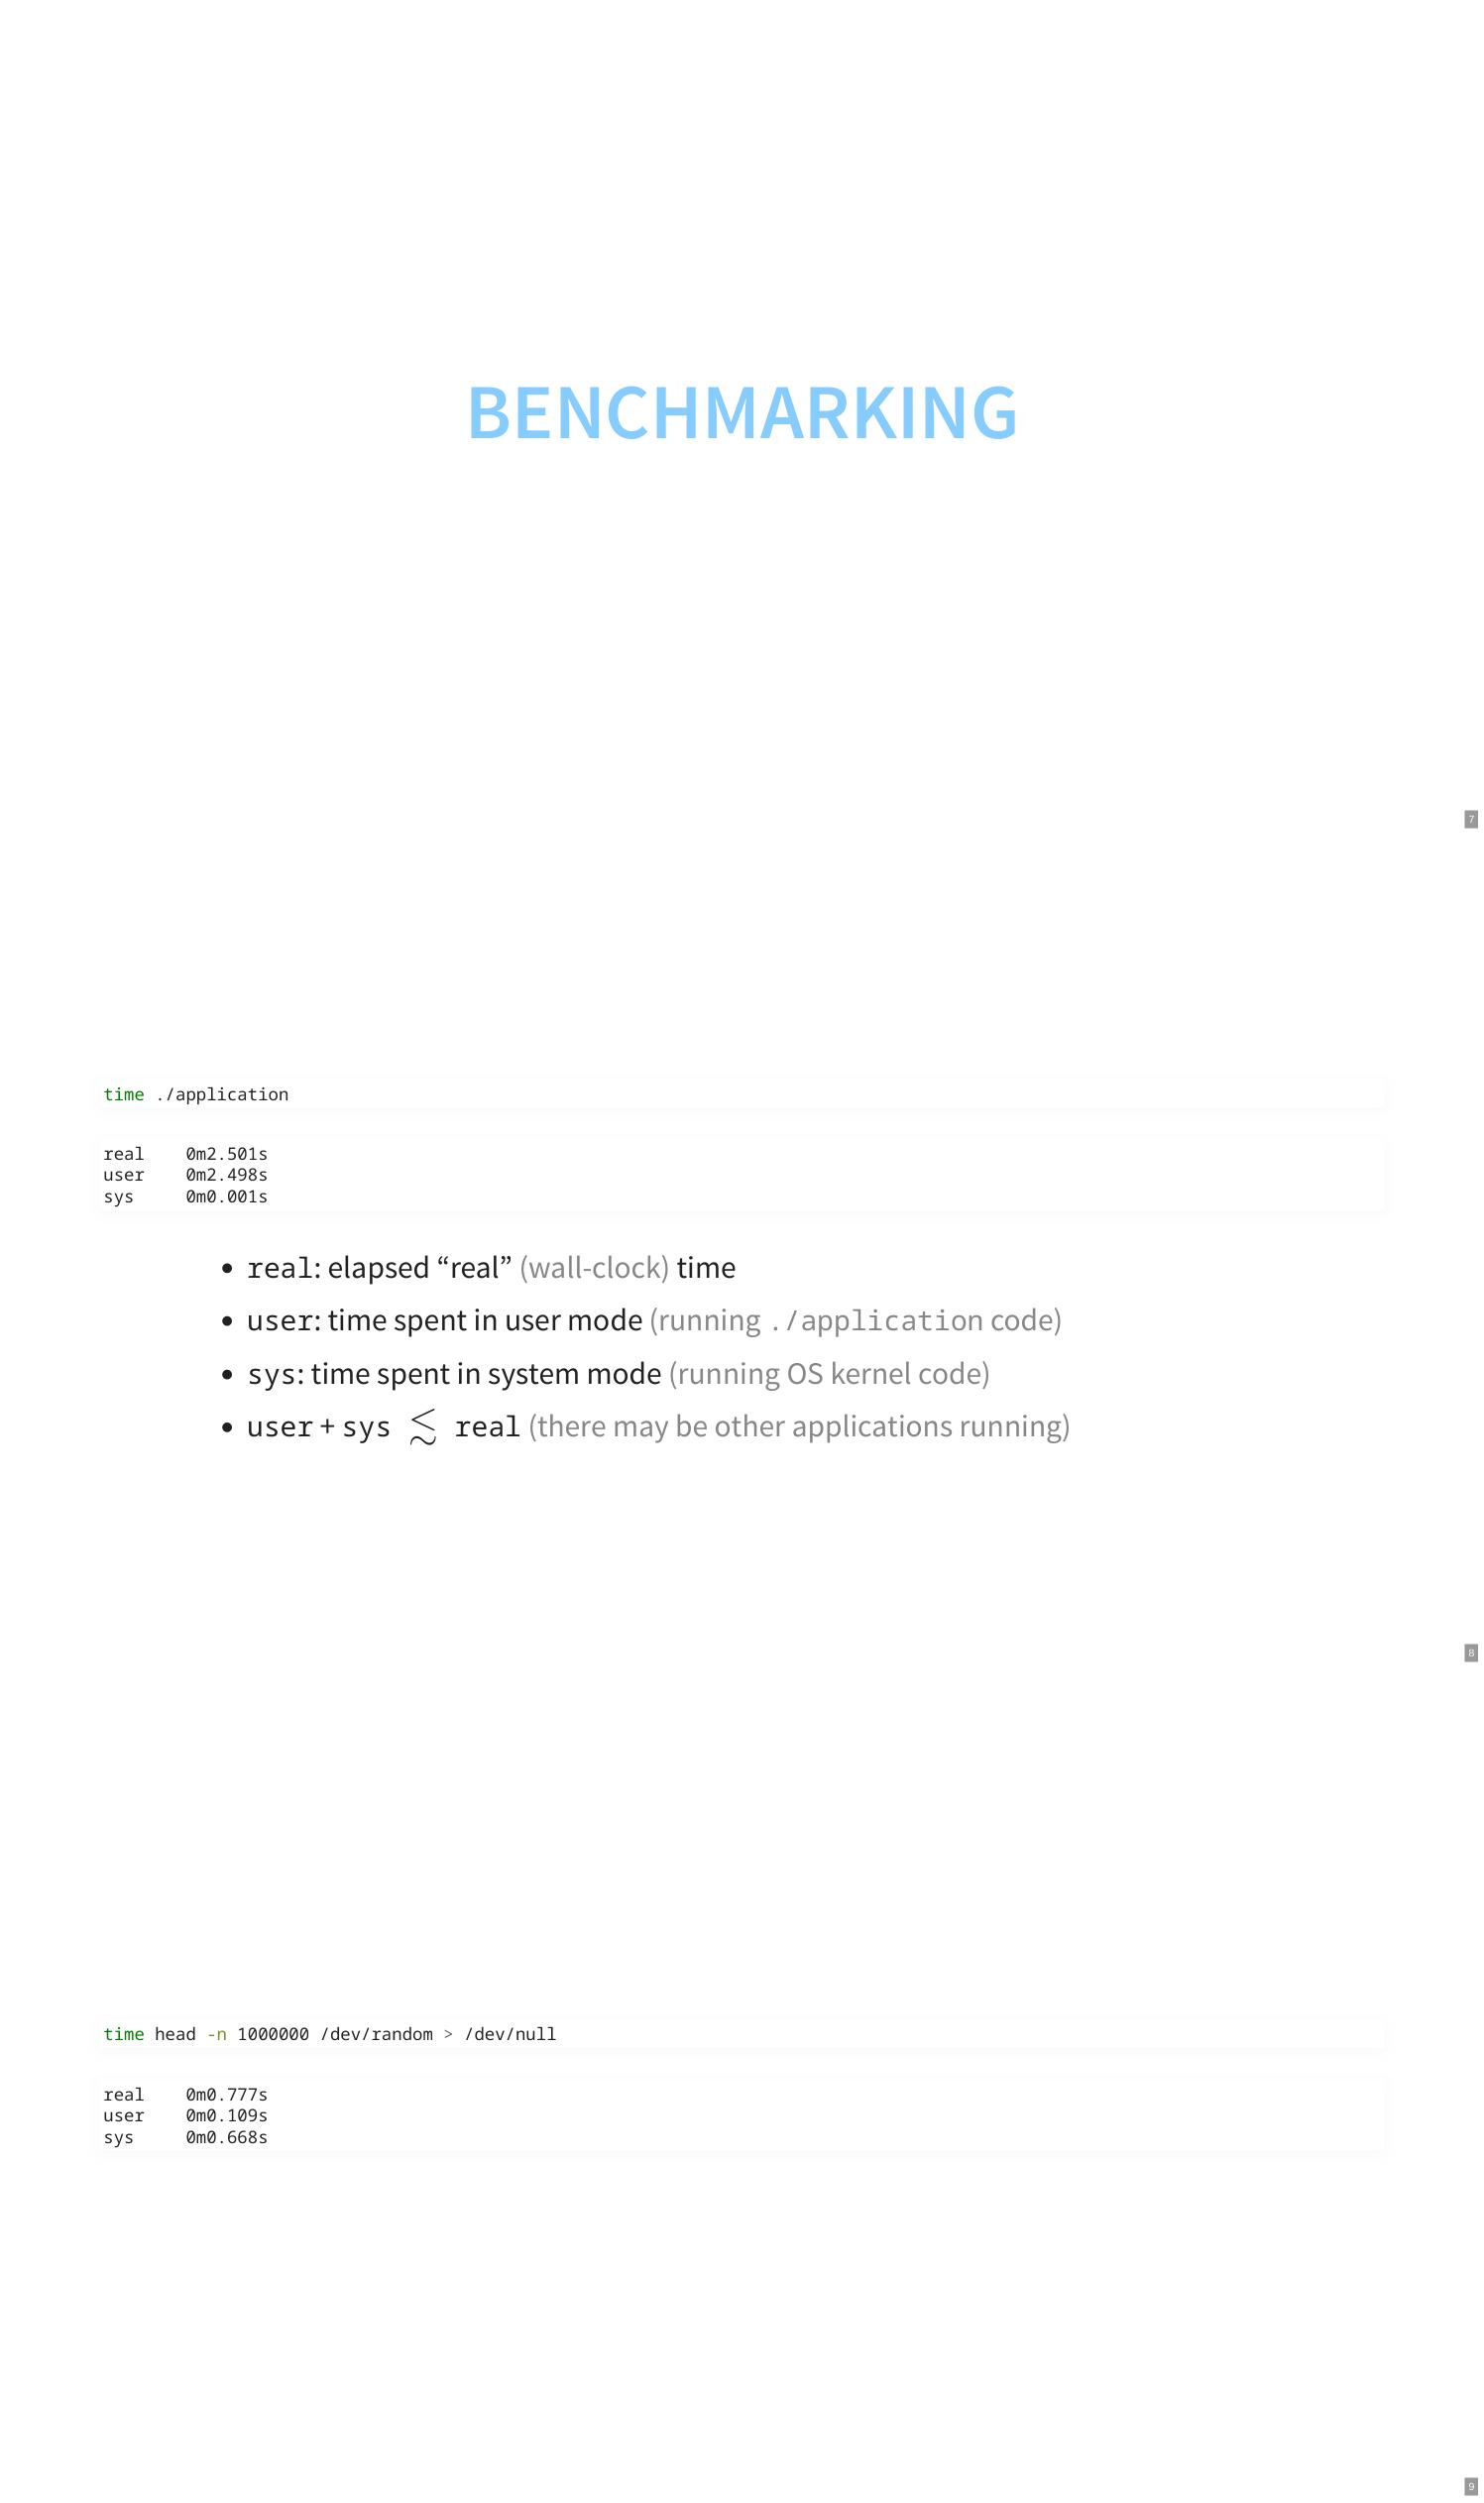 BENCHMARKING
7
time ./application
real    0m2.501s
user    0m2.498s
sys     0m0.001s
• real: elapsed “real” (wall-clock) time
• user: time spent in user mode (running ./application code)
• sys: time spent in system mode (running OS kernel code)
• user + sys ≲ real (there may be other applications running)
8
time head -n 1000000 /dev/random > /dev/null
real    0m0.777s
user    0m0.109s
sys     0m0.668s
9